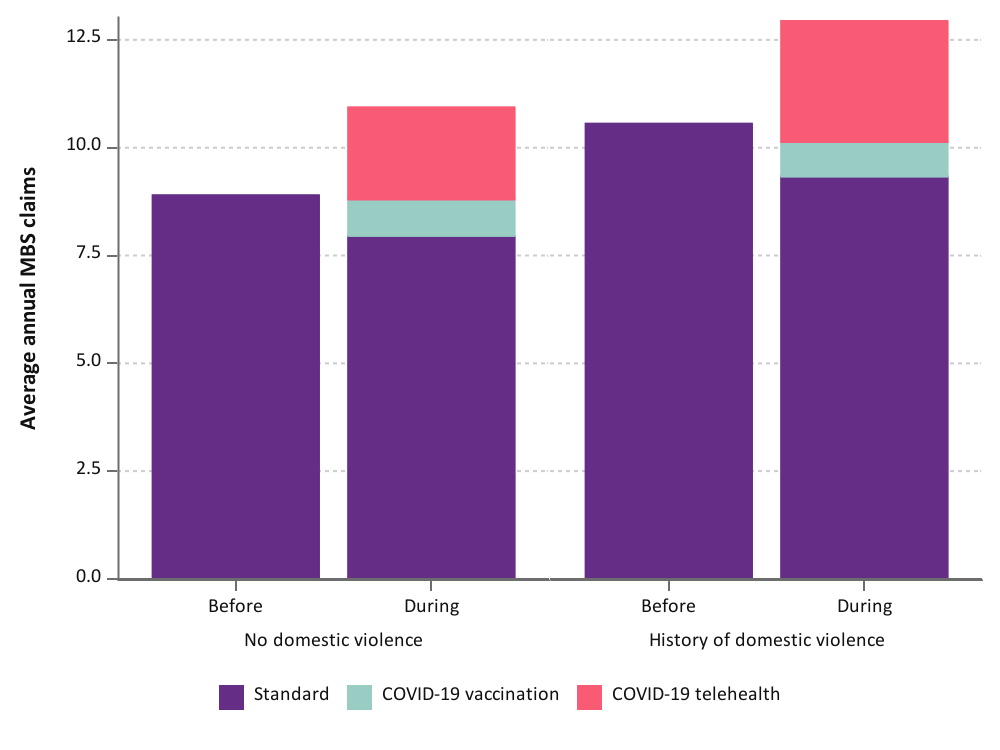 Average annual MBS claims
12.5
10.0
7.5
5.0
2.5
0.0
Before During Before During
No domestic violence History of domestic violence
Standard COVID-19 vaccination COVID-19 telehealth